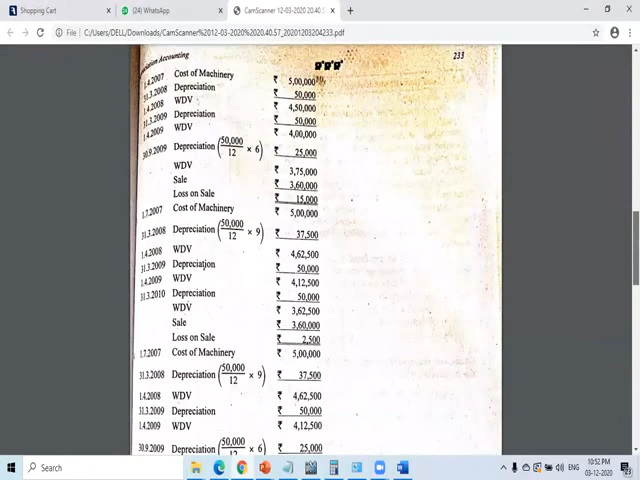 Shopping Cart
(24) WhatsApp
CamScanner 12-03-2020 20.40.5
File
C:/Users/DELL/Downloads/CamScanner%2012-03-2020%2020.40.57_20201203204233.pdf
Accounting
233
1.4.2007 Cost of Machinery ₹ 5,00,000
31.3.2008 Depreciation ₹ 50,000
1.4.2008 WDV ₹ 4,50,000
31.3.2009 Depreciation ₹ 50,000
1.4.2009 WDV ₹ 4,00,000
30.9.2009 Depreciation (50,000/12 × 6) ₹ 25,000
WDV ₹ 3,75,000
Sale ₹ 3,60,000
Loss on Sale ₹ 15,000
1.7.2007 Cost of Machinery ₹ 5,00,000
31.3.2008 Depreciation (50,000/12 × 9) ₹ 37,500
1.4.2008 WDV ₹ 4,62,500
31.3.2009 Depreciation ₹ 50,000
1.4.2009 WDV ₹ 4,12,500
31.3.2010 Depreciation ₹ 50,000
WDV ₹ 3,62,500
Sale ₹ 3,60,000
Loss on Sale ₹ 2,500
1.7.2007 Cost of Machinery ₹ 5,00,000
31.3.2008 Depreciation (50,000/12 × 9) ₹ 37,500
1.4.2008 WDV ₹ 4,62,500
31.3.2009 Depreciation ₹ 50,000
1.4.2009 WDV ₹ 4,12,500
30.9.2009 Depreciation (50,000/12 × 6) ₹ 25,000
Search
ENG
10:52 PM
03-12-2020